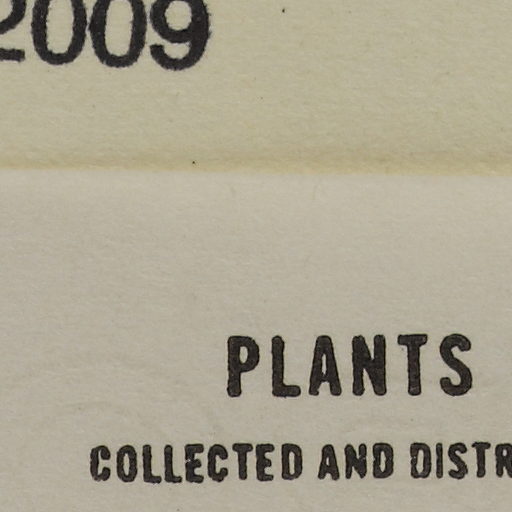 2009
PLANTS
COLLECTED AND DISTR